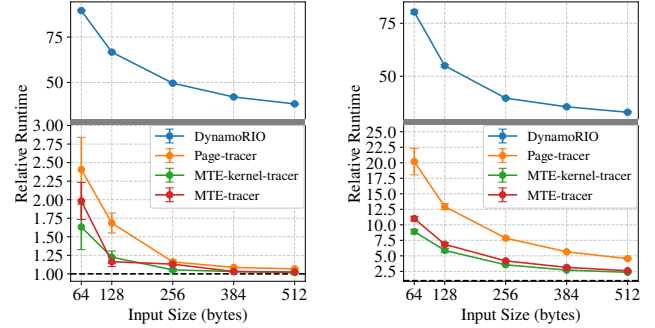 75
50
Relative Runtime
3.00
2.75
2.50
2.25
2.00
1.75
1.50
1.25
1.00
DynamoRIO
Page-tracer
MTE-kernel-tracer
MTE-tracer
64 128 256 384 512
Input Size (bytes)
75
50
Relative Runtime
25.0
22.5
20.0
17.5
15.0
12.5
10.0
7.5
5.0
2.5
DynamoRIO
Page-tracer
MTE-kernel-tracer
MTE-tracer
64 128 256 384 512
Input Size (bytes)